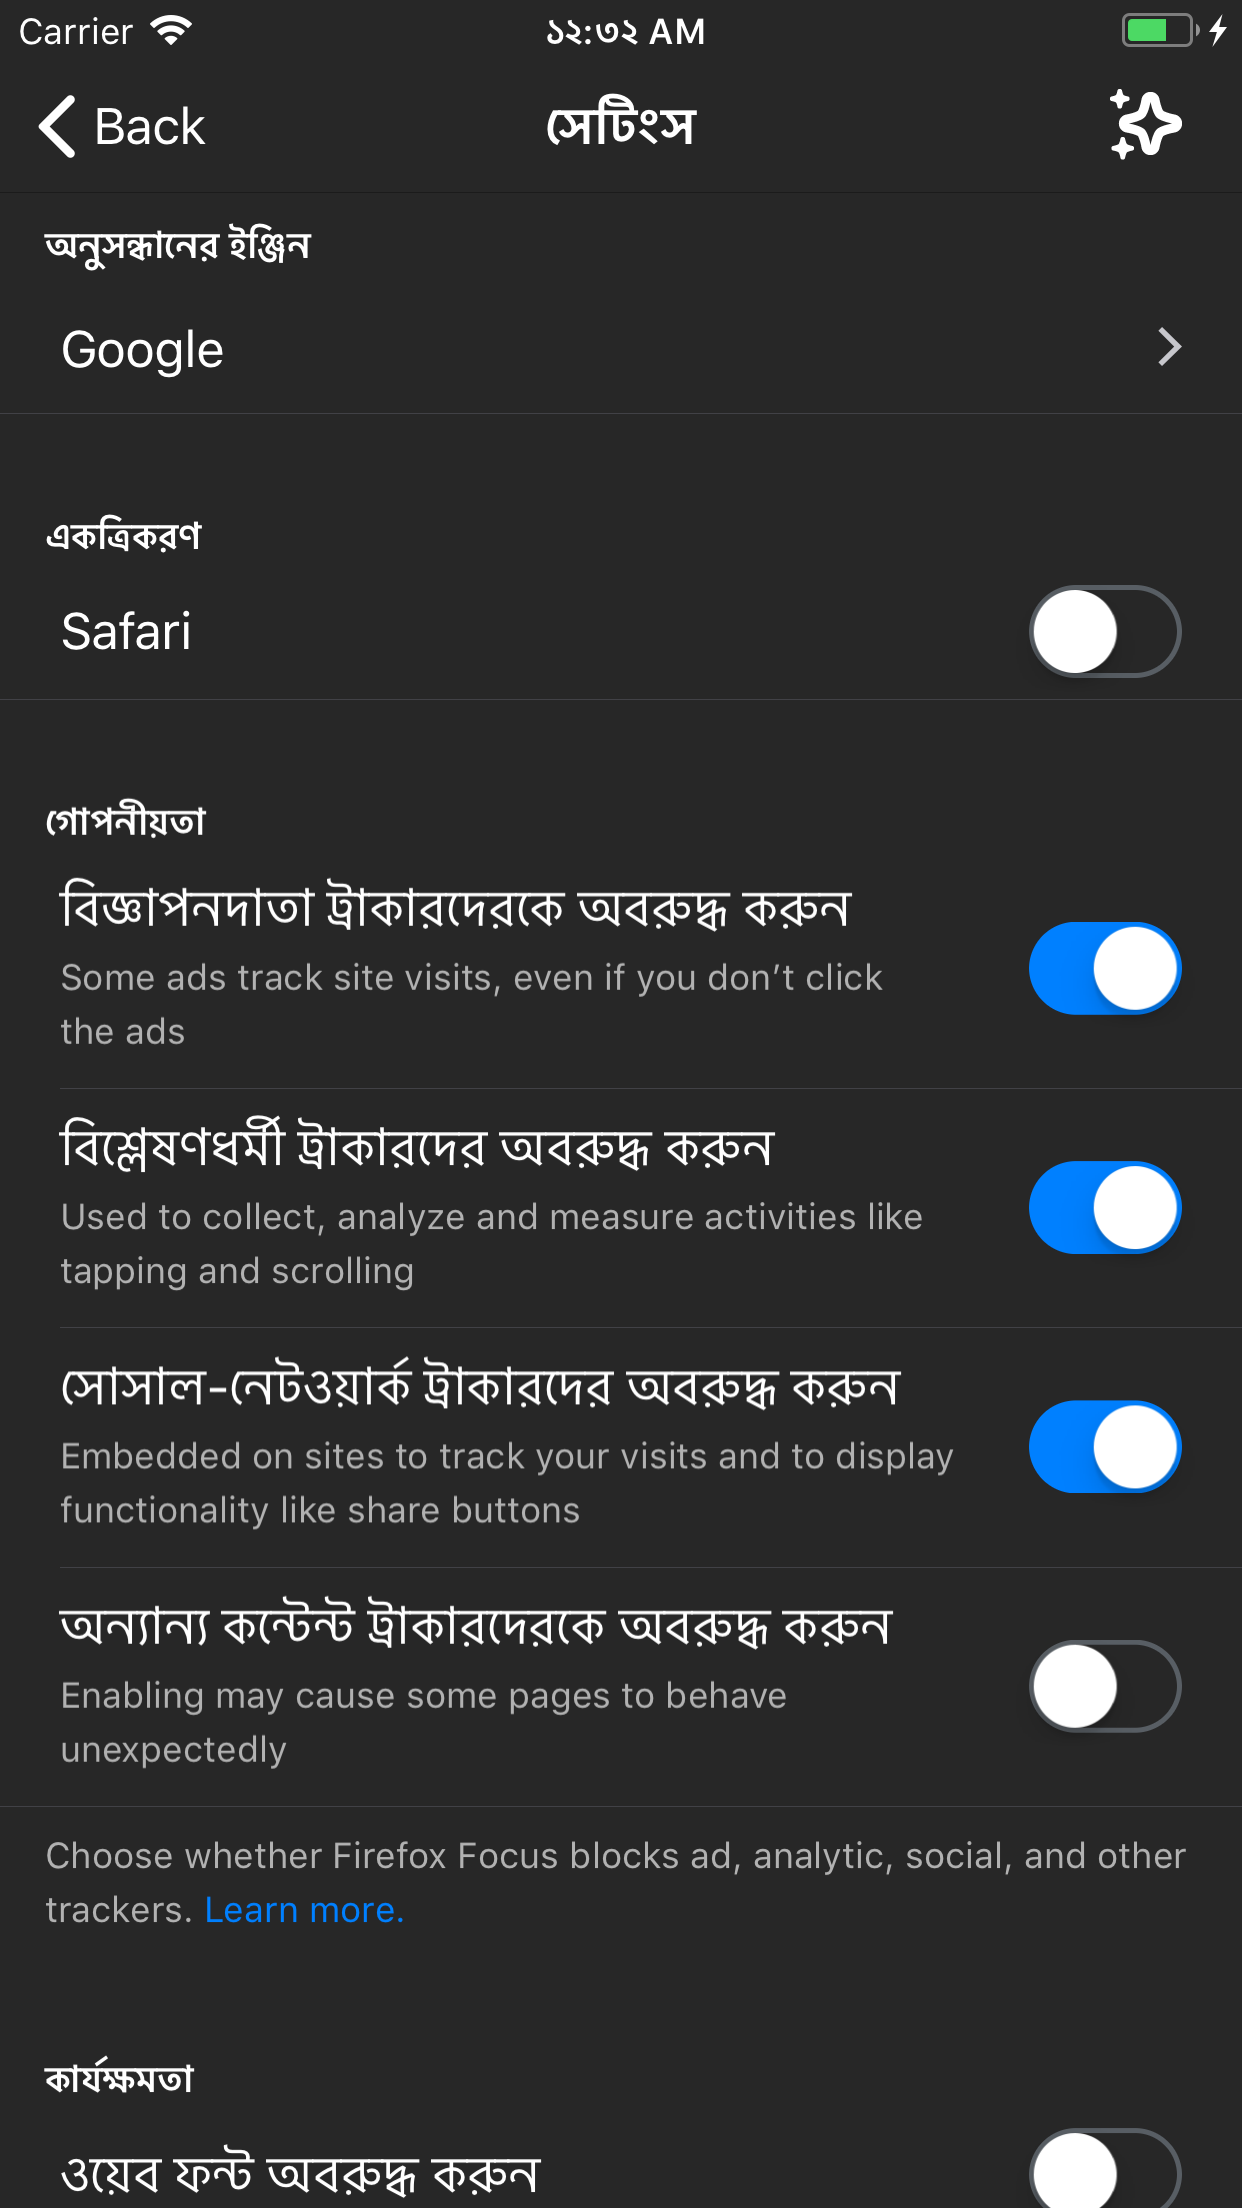 Carrier ১২:৩২ AM
Back সেটিংস
অনুসন্ধানের ইঞ্জিন
Google
একত্রিকরণ
Safari
গোপনীয়তা
বিজ্ঞাপনদাতা ট্রাকারদেরকে অবরুদ্ধ করুন
Some ads track site visits, even if you don’t click
the ads
বিশ্লেষণধর্মী ট্রাকারদের অবরুদ্ধ করুন
Used to collect, analyze and measure activities like
tapping and scrolling
সোসাল-নেটওয়ার্ক ট্রাকারদের অবরুদ্ধ করুন
Embedded on sites to track your visits and to display
functionality like share buttons
অন্যান্য কন্টেন্ট ট্রাকারদেরকে অবরুদ্ধ করুন
Enabling may cause some pages to behave
unexpectedly
Choose whether Firefox Focus blocks ad, analytic, social, and other
trackers. Learn more.
কার্যক্ষমতা
ওয়েব ফন্ট অবরুদ্ধ করুন